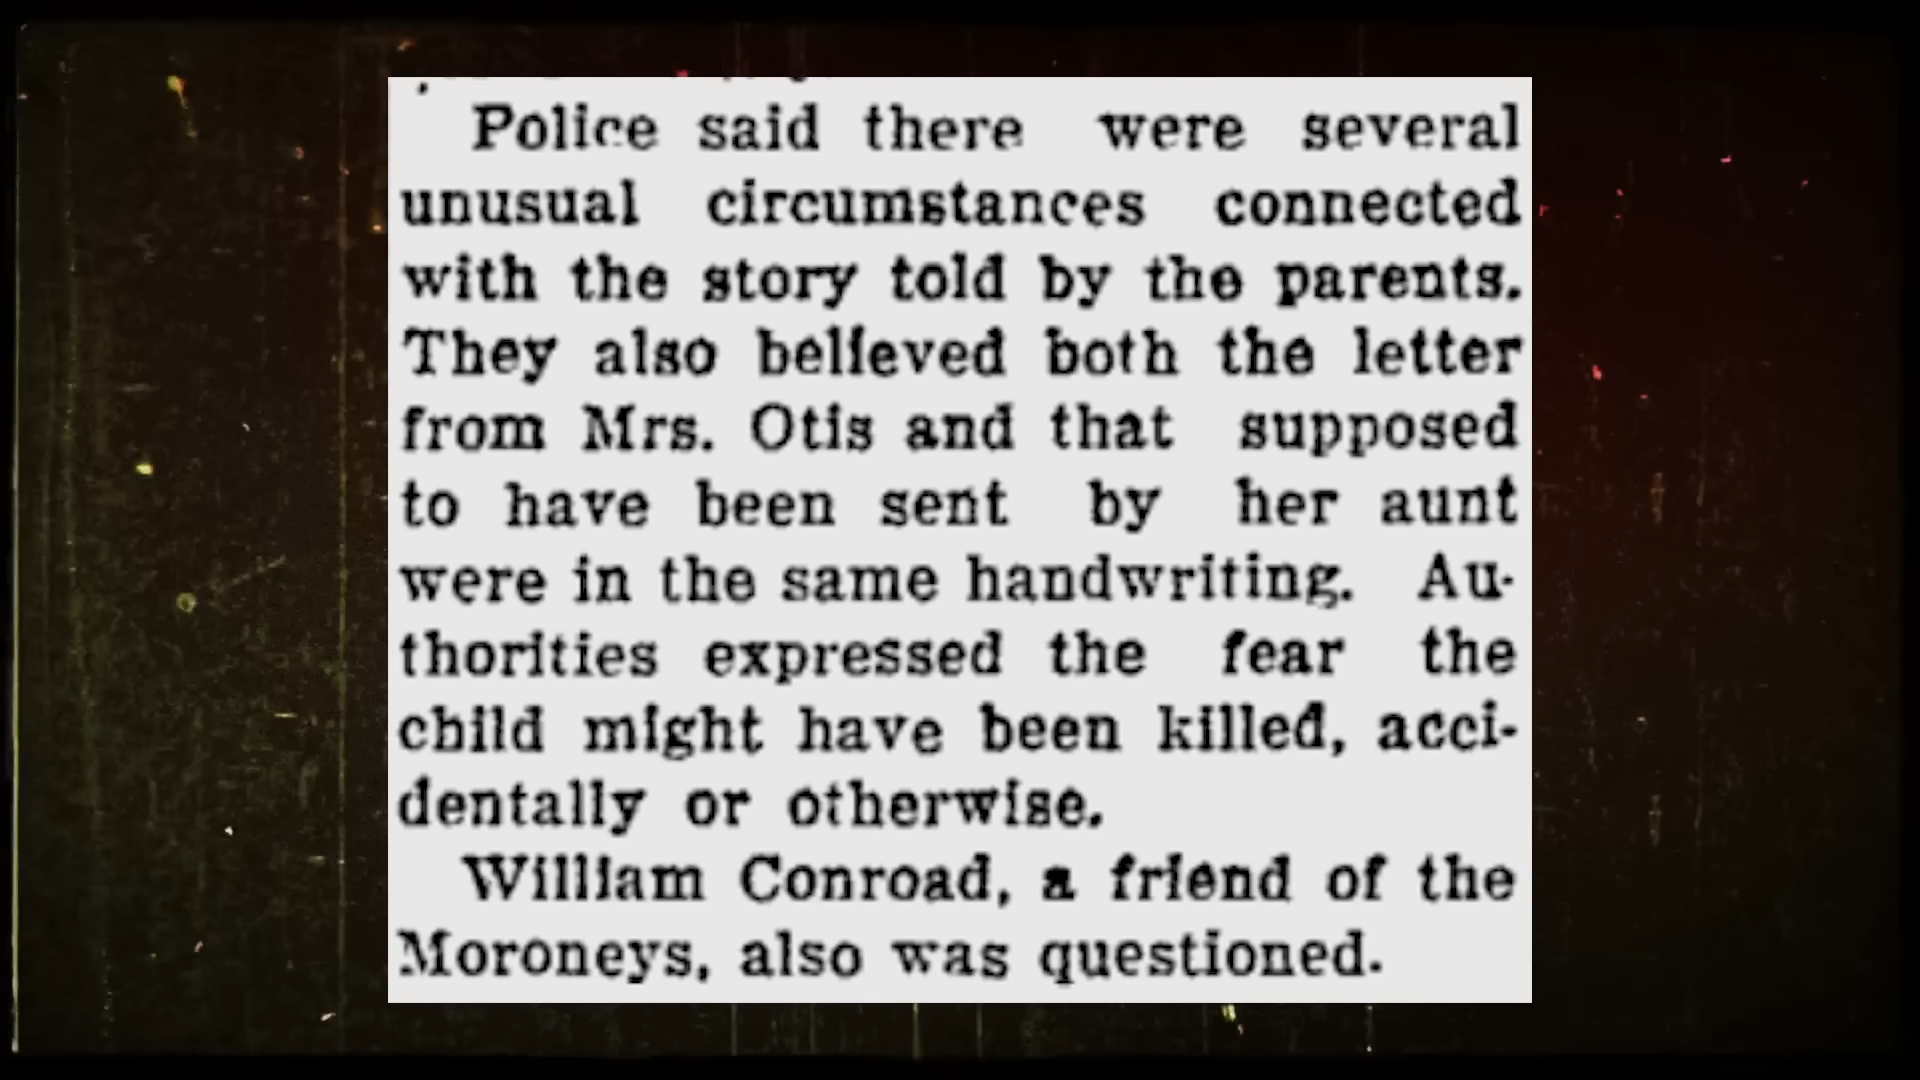 Police said there were several
unusual circumstances connected
with the story told by the parents.
They also believed both the letter
from Mrs. Otis and that supposed
to have been sent by her aunt
were in the same handwriting. Au-
thorities expressed the fear the
child might have been killed, acci-
dentally or otherwise.
William Conroad, a friend of the
Moroneys, also was questioned.